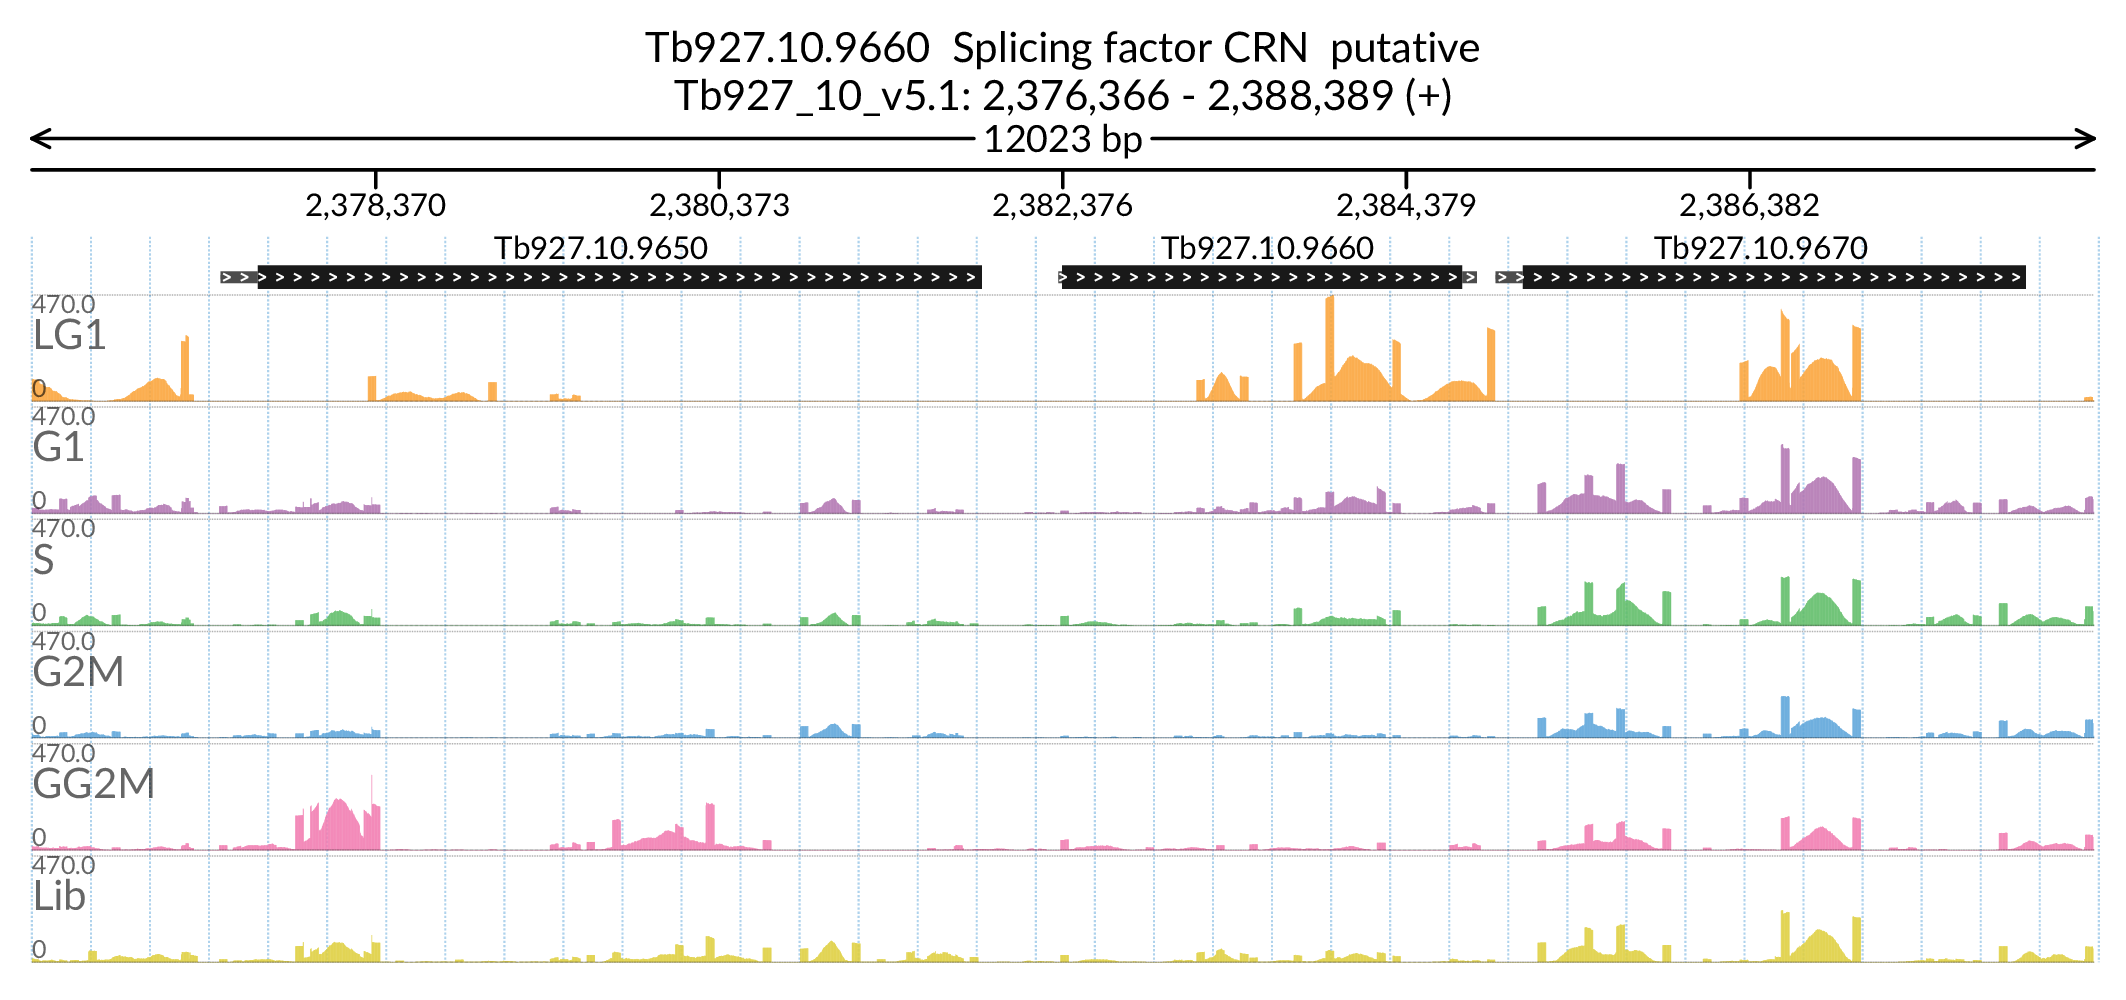 Tb927.10.9660  Splicing factor CRN  putative
Tb927_10_v5.1: 2,376,366 - 2,388,389 (+)
12023 bp
2,378,370 2,380,373 2,382,376 2,384,379 2,386,382
Tb927.10.9650 Tb927.10.9660 Tb927.10.9670
470.0
LG1
0
470.0
G1
0
470.0
S
0
470.0
G2M
0
470.0
GG2M
0
470.0
Lib
0